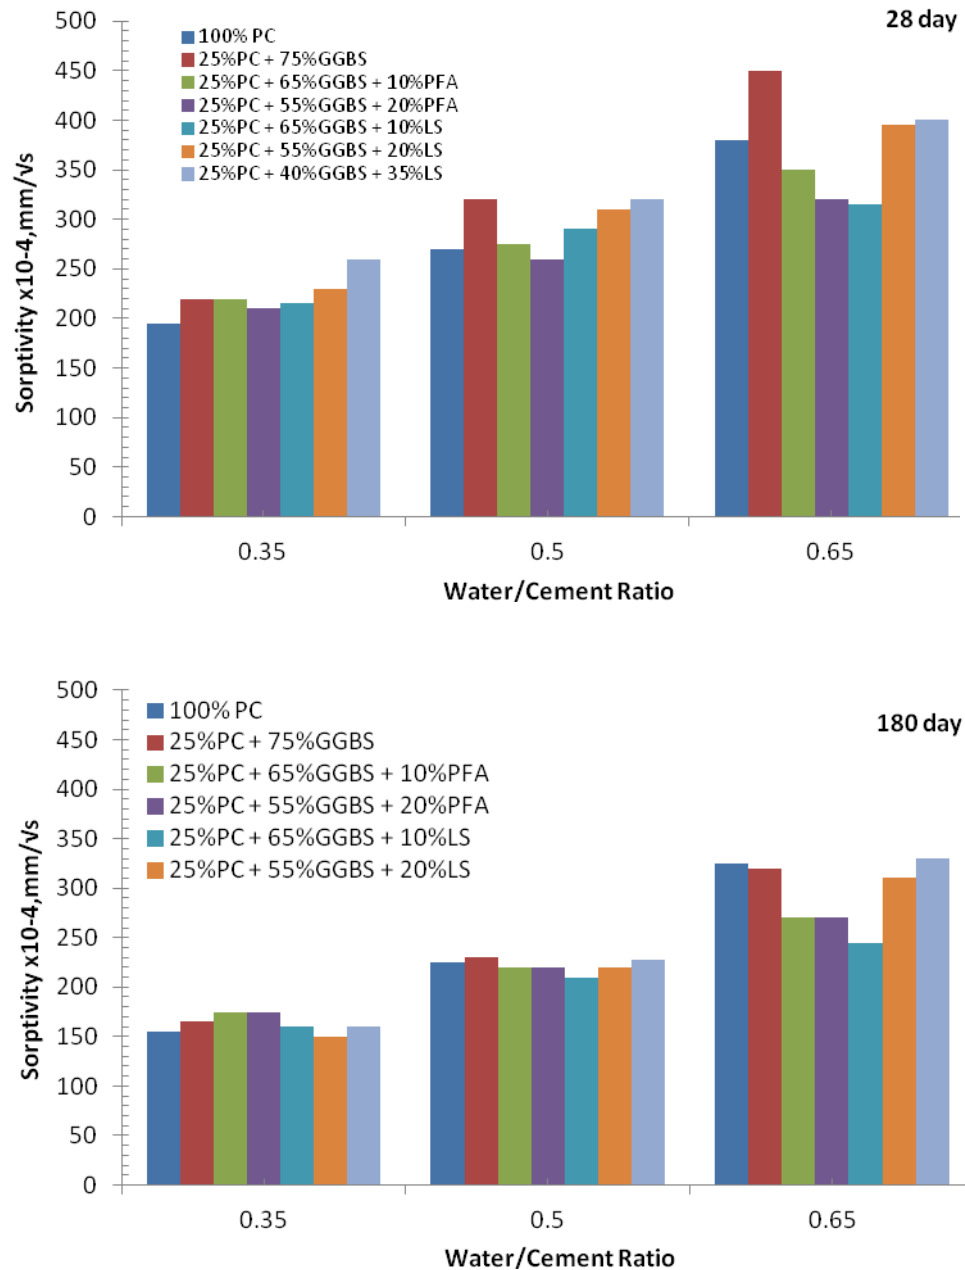 28 day
500
450
400
350
300
250
200
150
100
50
0
Sorptivity x10-4,mm/√s
100% PC
25%PC + 75%GGBS
25%PC + 65%GGBS + 10%PFA
25%PC + 55%GGBS + 20%PFA
25%PC + 65%GGBS + 10%LS
25%PC + 55%GGBS + 20%LS
25%PC + 40%GGBS + 35%LS
0.35 0.5 0.65
Water/Cement Ratio
180 day
500
450
400
350
300
250
200
150
100
50
0
Sorptivity x10-4,mm/√s
100% PC
25%PC + 75%GGBS
25%PC + 65%GGBS + 10%PFA
25%PC + 55%GGBS + 20%PFA
25%PC + 65%GGBS + 10%LS
25%PC + 55%GGBS + 20%LS
0.35 0.5 0.65
Water/Cement Ratio